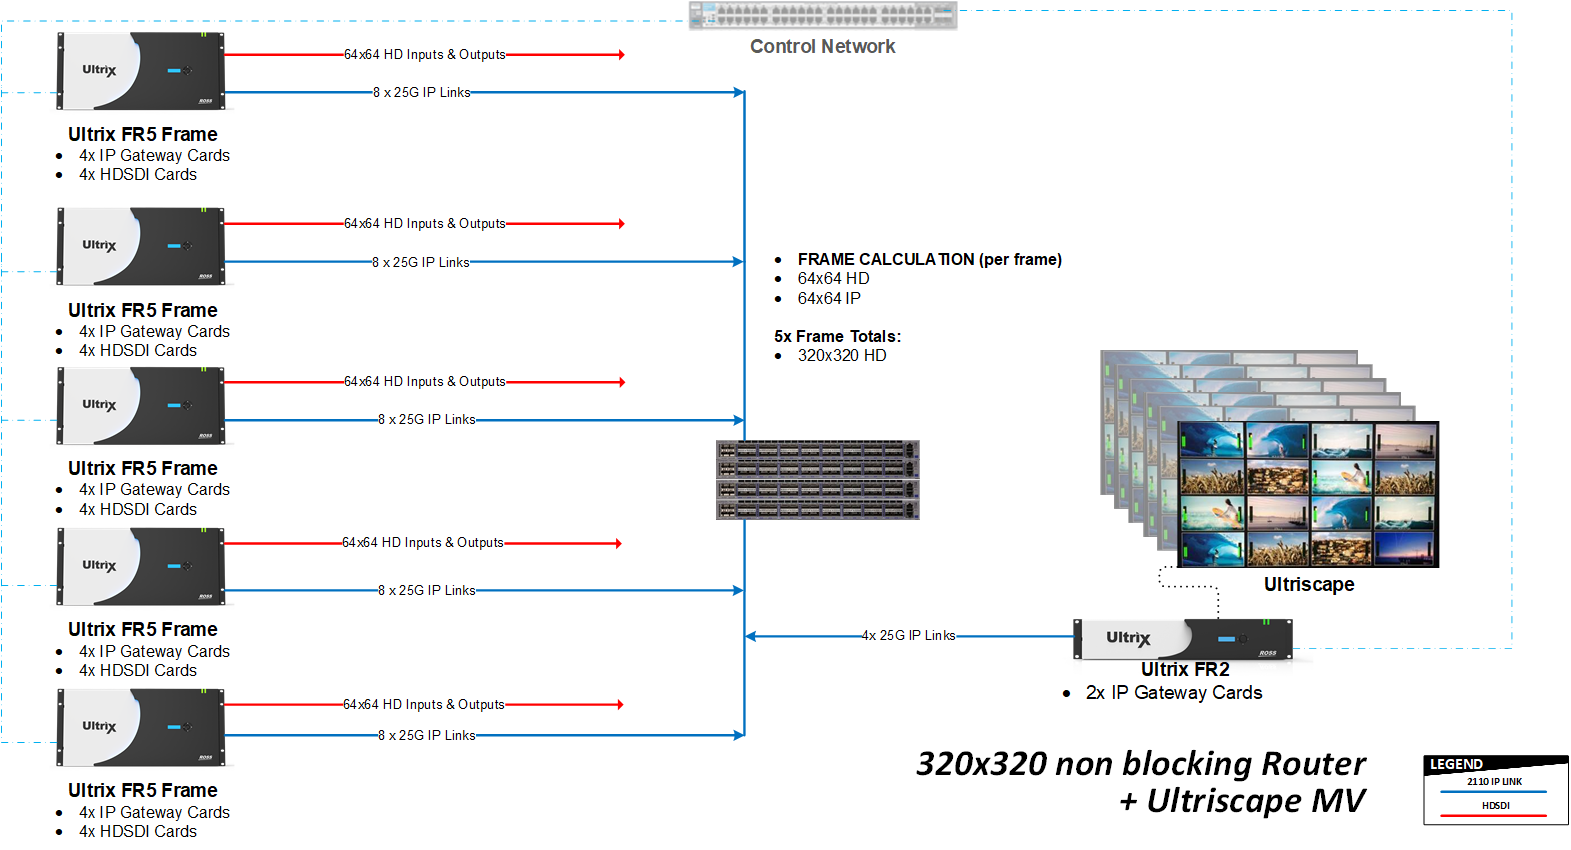 Control Network
Ultrix
ROSS
64x64 HD Inputs & Outputs
8 x 25G IP Links
Ultrix FR5 Frame
• 4x IP Gateway Cards
• 4x HDSDI Cards
Ultrix
ROSS
64x64 HD Inputs & Outputs
8 x 25G IP Links
Ultrix FR5 Frame
• 4x IP Gateway Cards
• 4x HDSDI Cards
Ultrix
ROSS
64x64 HD Inputs & Outputs
8 x 25G IP Links
Ultrix FR5 Frame
• 4x IP Gateway Cards
• 4x HDSDI Cards
Ultrix
ROSS
64x64 HD Inputs & Outputs
8 x 25G IP Links
Ultrix FR5 Frame
• 4x IP Gateway Cards
• 4x HDSDI Cards
Ultrix
ROSS
64x64 HD Inputs & Outputs
8 x 25G IP Links
Ultrix FR5 Frame
• 4x IP Gateway Cards
• 4x HDSDI Cards
• FRAME CALCULATION (per frame)
• 64x64 HD
• 64x64 IP
5x Frame Totals:
• 320x320 HD
Ultriscape
4x 25G IP Links
Ultrix
ROSS
Ultrix FR2
• 2x IP Gateway Cards
320x320 non blocking Router
+ Ultriscape MV
LEGEND
2110 IP LINK
HDSDI